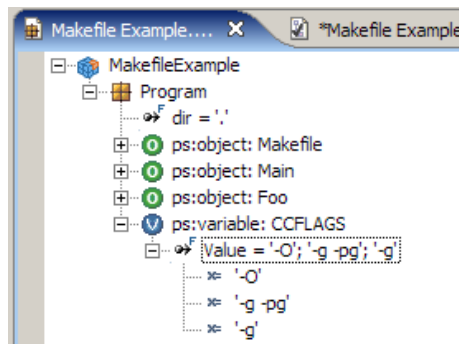 Makefile Example.... *Makefile Example
MakefileExample
Program
F dir = '.'
O ps:object: Makefile
O ps:object: Main
O ps:object: Foo
V ps:variable: CCFLAGS
F Value = '-O'; '-g -pg'; '-g'
'-O'
'-g -pg'
'-g'